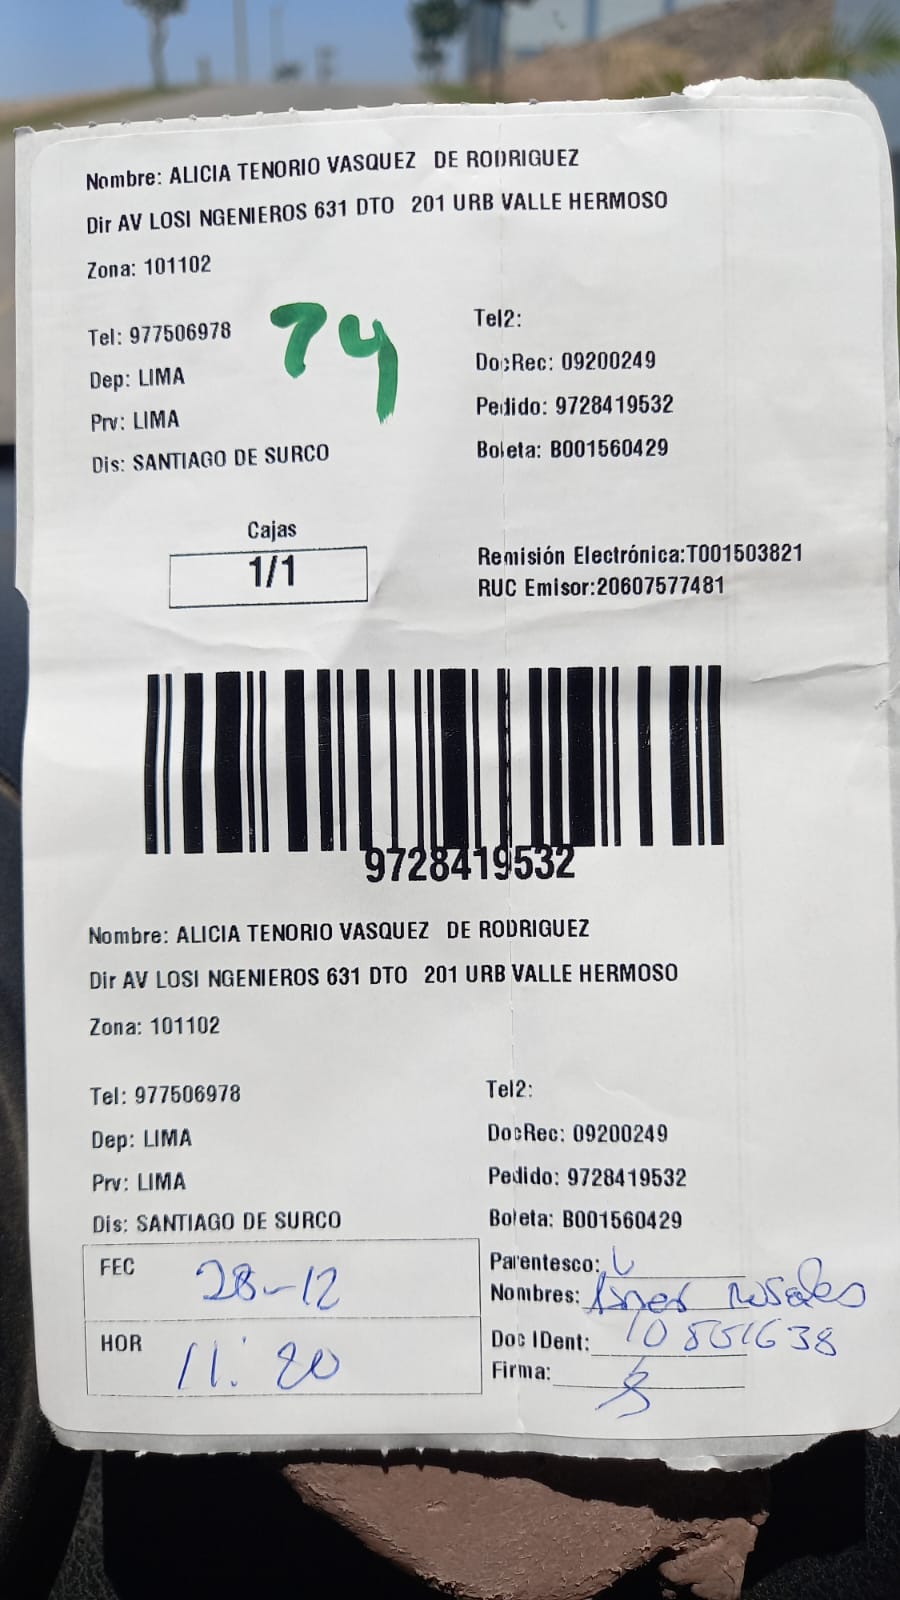 Nombre: ALICIA TENORIO VASQUEZ DE RODRIGUEZ
Dir AV LOSI NGENIEROS 631 DTO 201 URB VALLE HERMOSO
Zona: 101102
74
Tel: 977506978
Tel2:
Dep: LIMA
DocRec: 09200249
Prv: LIMA
Pedido: 9728419532
Dis: SANTIAGO DE SURCO
Boleta: B001560429
Cajas
1/1
Remisión Electrónica:T001503821
RUC Emisor:20607577481
9728419532
Nombre: ALICIA TENORIO VASQUEZ DE RODRIGUEZ
Dir AV LOSI NGENIEROS 631 DTO 201 URB VALLE HERMOSO
Zona: 101102
Tel: 977506978
Tel2:
Dep: LIMA
DocRec: 09200249
Prv: LIMA
Pedido: 9728419532
Dis: SANTIAGO DE SURCO
Boleta: B001560429
FEC 28-12
Parentesco:
Nombres: Rosales
HOR 11:20
Doc IDent:
Firma: